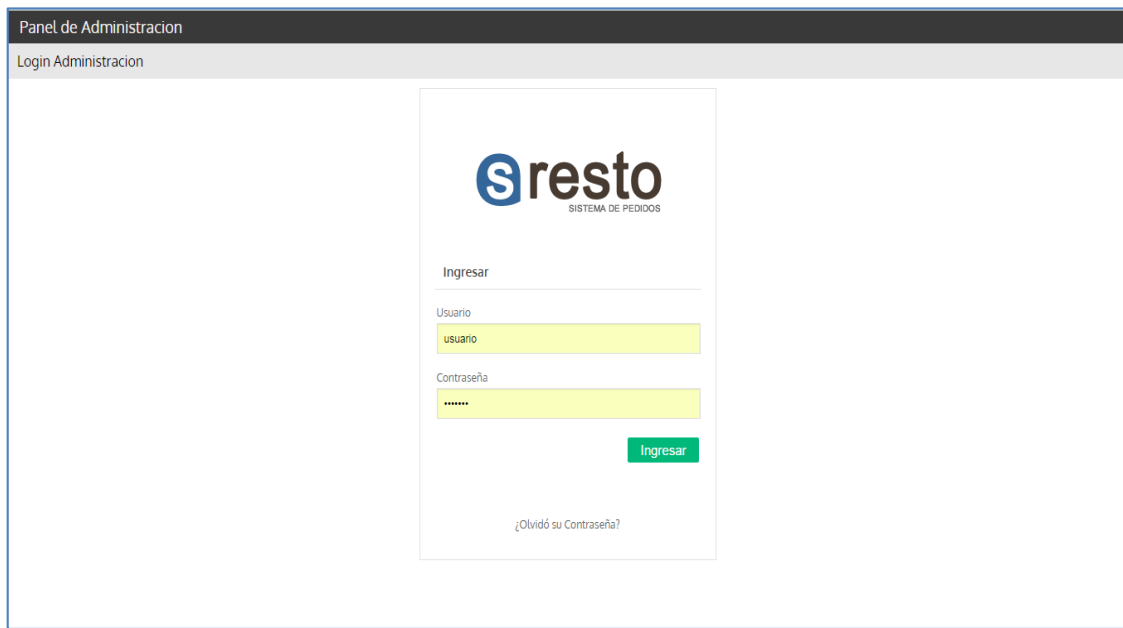 Panel de Administracion
Login Administracion
sresto
SISTEMA DE PEDIDOS
Ingresar
Usuario
usuario
Contraseña
•••••••
Ingresar
¿Olvidó su Contraseña?